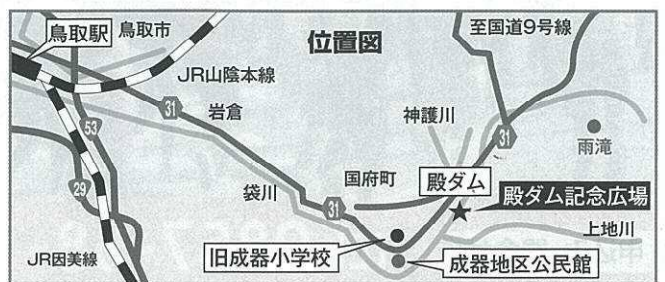 鳥取駅
鳥取市
位置図
至国道9号線
JR山陰本線
31
岩倉
神護川
53
31
雨滝
29
袋川
国府町
殿ダム
31
殿ダム記念広場
上地川
旧成器小学校
成器地区公民館
JR因美線